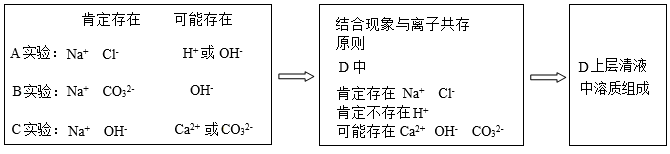 肯定存在 可能存在
A实验: Na⁺ Cl⁻ H⁺或OH⁻
B实验: Na⁺ CO₃²⁻ OH⁻
C实验: Na⁺ OH⁻ Ca²⁺或CO₃²⁻
结合现象与离子共存
原则
D中
肯定存在 Na⁺ Cl⁻
肯定不存在H⁺
可能存在Ca²⁺ OH⁻ CO₃²⁻
D上层清液
中溶质组成